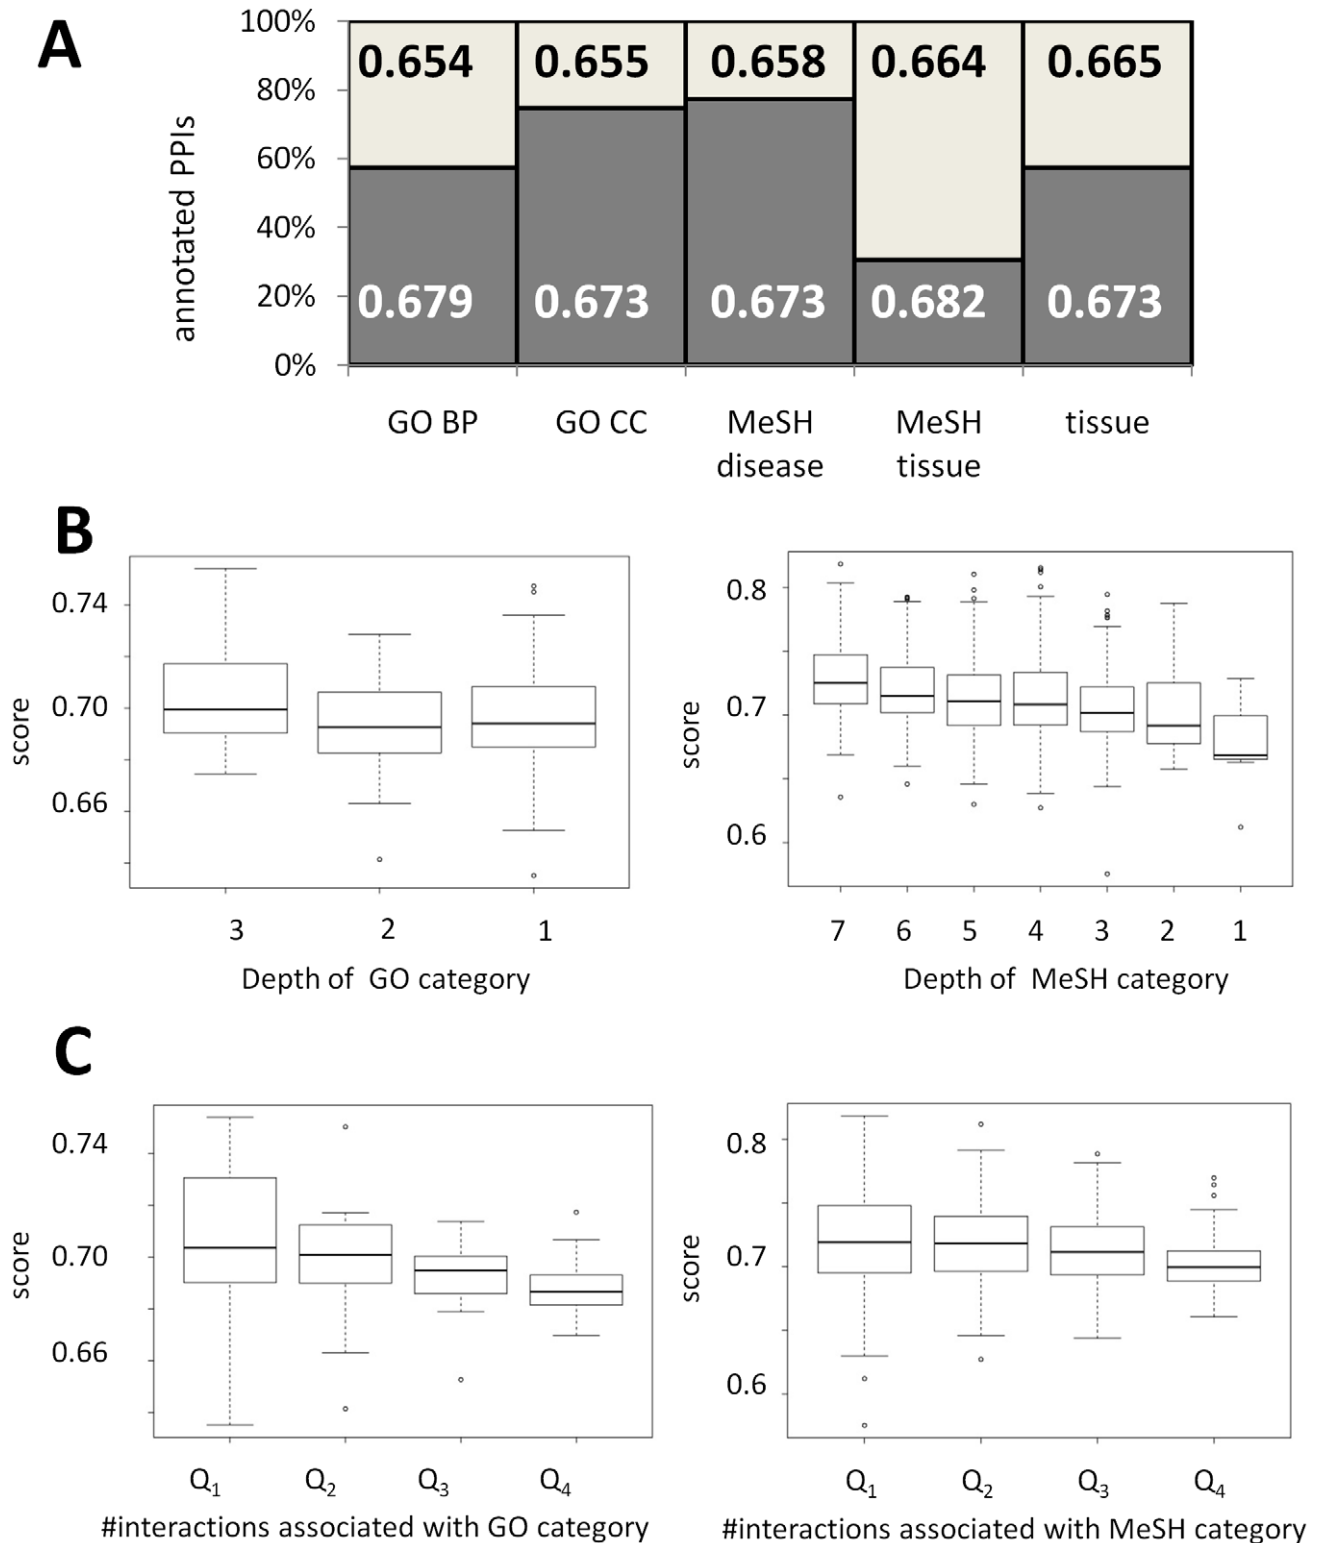 A
annotated PPIs
100%
80%
60%
40%
20%
0%
0.654 0.655 0.658 0.664 0.665
0.679 0.673 0.673 0.682 0.673
GO BP GO CC MeSH disease MeSH tissue tissue
B
score
0.74
0.70
0.66
3 2 1
Depth of GO category
score
0.8
0.7
0.6
7 6 5 4 3 2 1
Depth of MeSH category
C
score
0.74
0.70
0.66
Q1 Q2 Q3 Q4
#interactions associated with GO category
score
0.8
0.7
0.6
Q1 Q2 Q3 Q4
#interactions associated with MeSH category